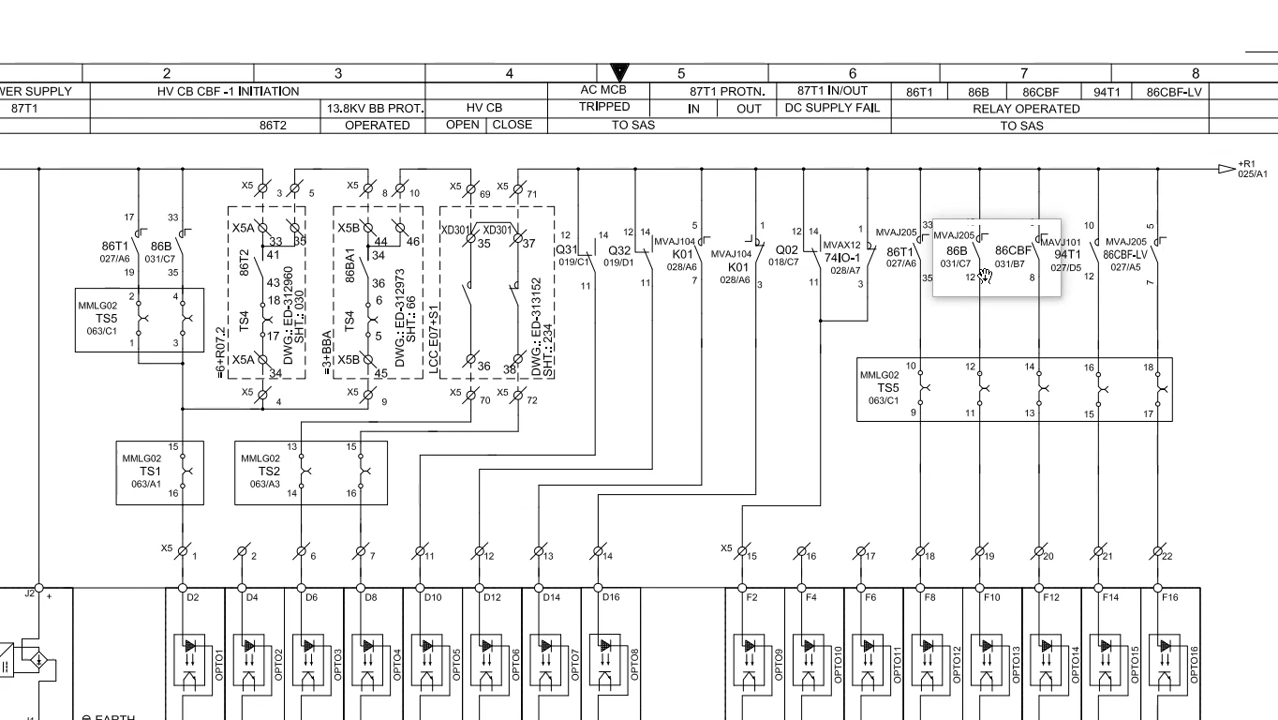 2 3 4 5 6 7 8
WER SUPPLY HV CB CBF -1 INITIATION AC MCB 87T1 PROTN. 87T1 IN/OUT 86T1 86B 86CBF 94T1 86CBF-LV
87T1 13.8KV BB PROT. HV CB TRIPPED IN OUT DC SUPPLY FAIL RELAY OPERATED
86T2 OPERATED OPEN CLOSE TO SAS TO SAS
+R1
025/A1
X5 3 5 X5 8 10 X5 69 71
17 33 X5A 33 35 X5B 44 46 XD301 35 XD301 37
86T1 027/A6 19
86B 031/C7 35
41 86T2 43 18 TS4 17 X5A 34
=6+R07.2
DWG.: ED-312960
SHT.: 030
34 86BA1 36 6 TS4 5 X5B 45
=3+BBA
DWG.: ED-312973
SHT.: 66
LCC E07+S1
36 38
DWG.: ED-313152
SHT.: 234
12 14 Q31 019/C1 11
12 14 Q32 019/D1 11
5 MVAJ104 K01 028/A6 7
1 MVAJ104 K01 028/A6 3
12 14 Q02 018/C7 11
1 MVAX12 74IO-1 028/A7 3
33 MVAJ205 86T1 027/A6 35
MVAJ205 86B 031/C7 12
86CBF 031/B7 8
10 MVAJ101 94T1 027/D5 12
5 MVAJ205 86CBF-LV 027/A5 7
MMLG02 2 4
TS5
063/C1
1 3
X5 4 X5 9 X5 70 72
MMLG02 10 12 14 16 18
TS5
063/C1
9 11 13 15 17
MMLG02 15
TS1
063/A1 16
MMLG02 13 15
TS2
063/A3 14 16
X5 1 2 6 7 11 12 13 14 X5 15 16 17 18 19 20 21 22
J2 + D2 D4 D6 D8 D10 D12 D14 D16 F2 F4 F6 F8 F10 F12 F14 F16
OPTO1 OPTO2 OPTO3 OPTO4 OPTO5 OPTO6 OPTO7 OPTO8 OPTO9 OPTO10 OPTO11 OPTO12 OPTO13 OPTO14 OPTO15 OPTO16
EARTH